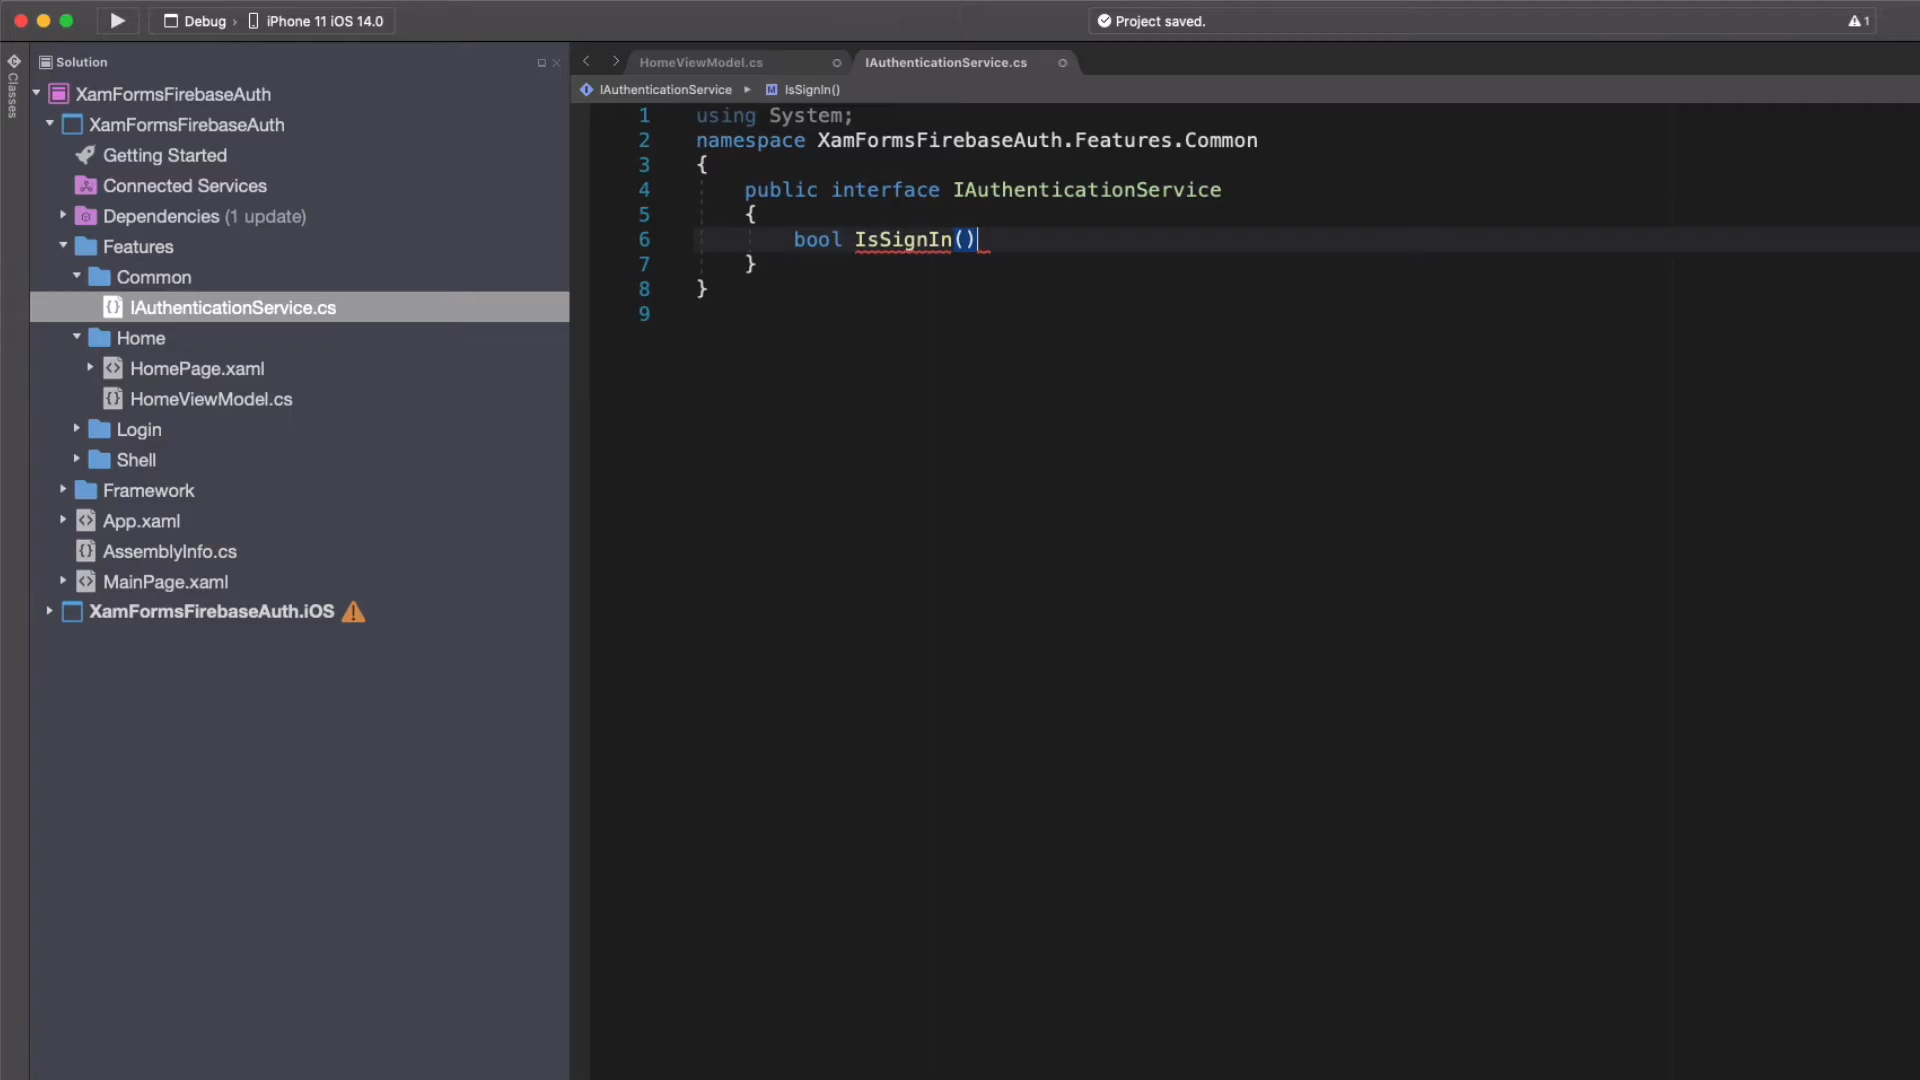 Debug › iPhone 11 iOS 14.0
Project saved.
1
Classes
Solution
XamFormsFirebaseAuth
XamFormsFirebaseAuth
Getting Started
Connected Services
Dependencies (1 update)
Features
Common
IAuthenticationService.cs
Home
HomePage.xaml
HomeViewModel.cs
Login
Shell
Framework
App.xaml
AssemblyInfo.cs
MainPage.xaml
XamFormsFirebaseAuth.iOS
HomeViewModel.cs
IAuthenticationService.cs
IAuthenticationService
M IsSignIn()
1 using System;
2 namespace XamFormsFirebaseAuth.Features.Common
3 {
4 public interface IAuthenticationService
5 {
6 bool IsSignIn()
7 }
8 }
9